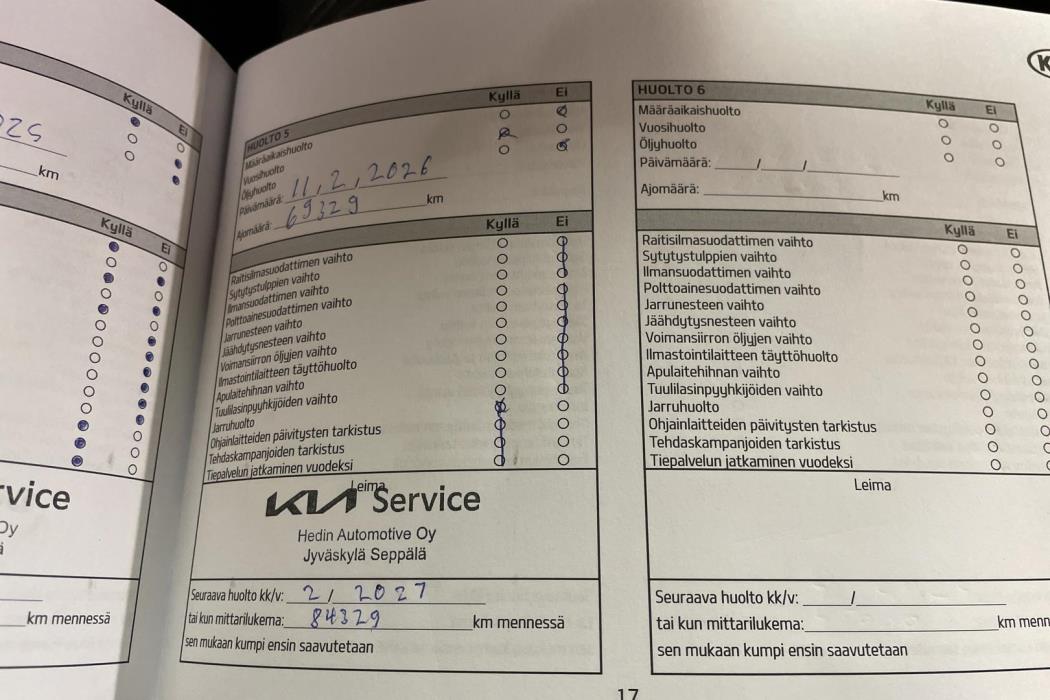 Kyllä Ei
025
km
Kyllä Ei
rvice
Oy
km mennessä
HUOLTO 5 Kyllä Ei
Määräaikaishuolto
Vuosihuolto
Öljyhuolto
Päivämäärä: 11, 2, 2026
Ajomäärä: 69329 km
Kyllä Ei
Raitisilmasuodattimen vaihto
Sytytystulppien vaihto
Ilmansuodattimen vaihto
Polttoainesuodattimen vaihto
Jarrunesteen vaihto
Jäähdytysnesteen vaihto
Voimansiirron öljyjen vaihto
Ilmastointilaitteen täyttöhuolto
Apulaitehihnan vaihto
Tuulilasinpyyhkijöiden vaihto
Jarruhuolto
Ohjainlaitteiden päivitysten tarkistus
Tehdaskampanjoiden tarkistus
Tiepalvelun jatkaminen vuodeksi
Leima
KIA Service
Hedin Automotive Oy
Jyväskylä Seppälä
Seuraava huolto kk/v: 2 / 2027
tai kun mittarilukema: 84329 km mennessä
sen mukaan kumpi ensin saavutetaan
HUOLTO 6 Kyllä Ei
Määräaikaishuolto
Vuosihuolto
Öljyhuolto
Päivämäärä: / /
Ajomäärä: km
Kyllä Ei
Raitisilmasuodattimen vaihto
Sytytystulppien vaihto
Ilmansuodattimen vaihto
Polttoainesuodattimen vaihto
Jarrunesteen vaihto
Jäähdytysnesteen vaihto
Voimansiirron öljyjen vaihto
Ilmastointilaitteen täyttöhuolto
Apulaitehihnan vaihto
Tuulilasinpyyhkijöiden vaihto
Jarruhuolto
Ohjainlaitteiden päivitysten tarkistus
Tehdaskampanjoiden tarkistus
Tiepalvelun jatkaminen vuodeksi
Leima
Seuraava huolto kk/v: /
tai kun mittarilukema: km menn
sen mukaan kumpi ensin saavutetaan
17